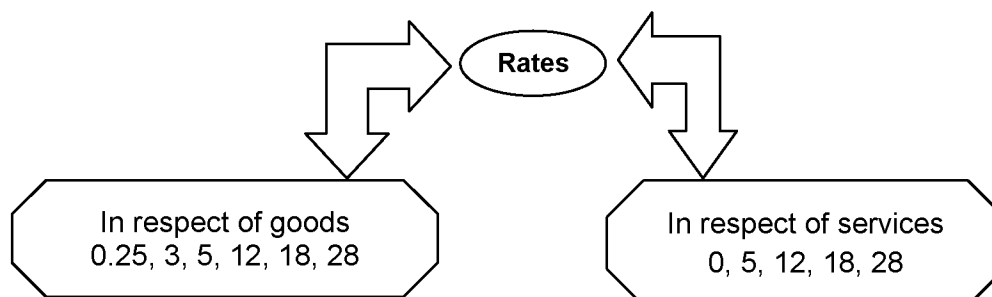 Rates
In respect of goods
0.25, 3, 5, 12, 18, 28
In respect of services
0, 5, 12, 18, 28